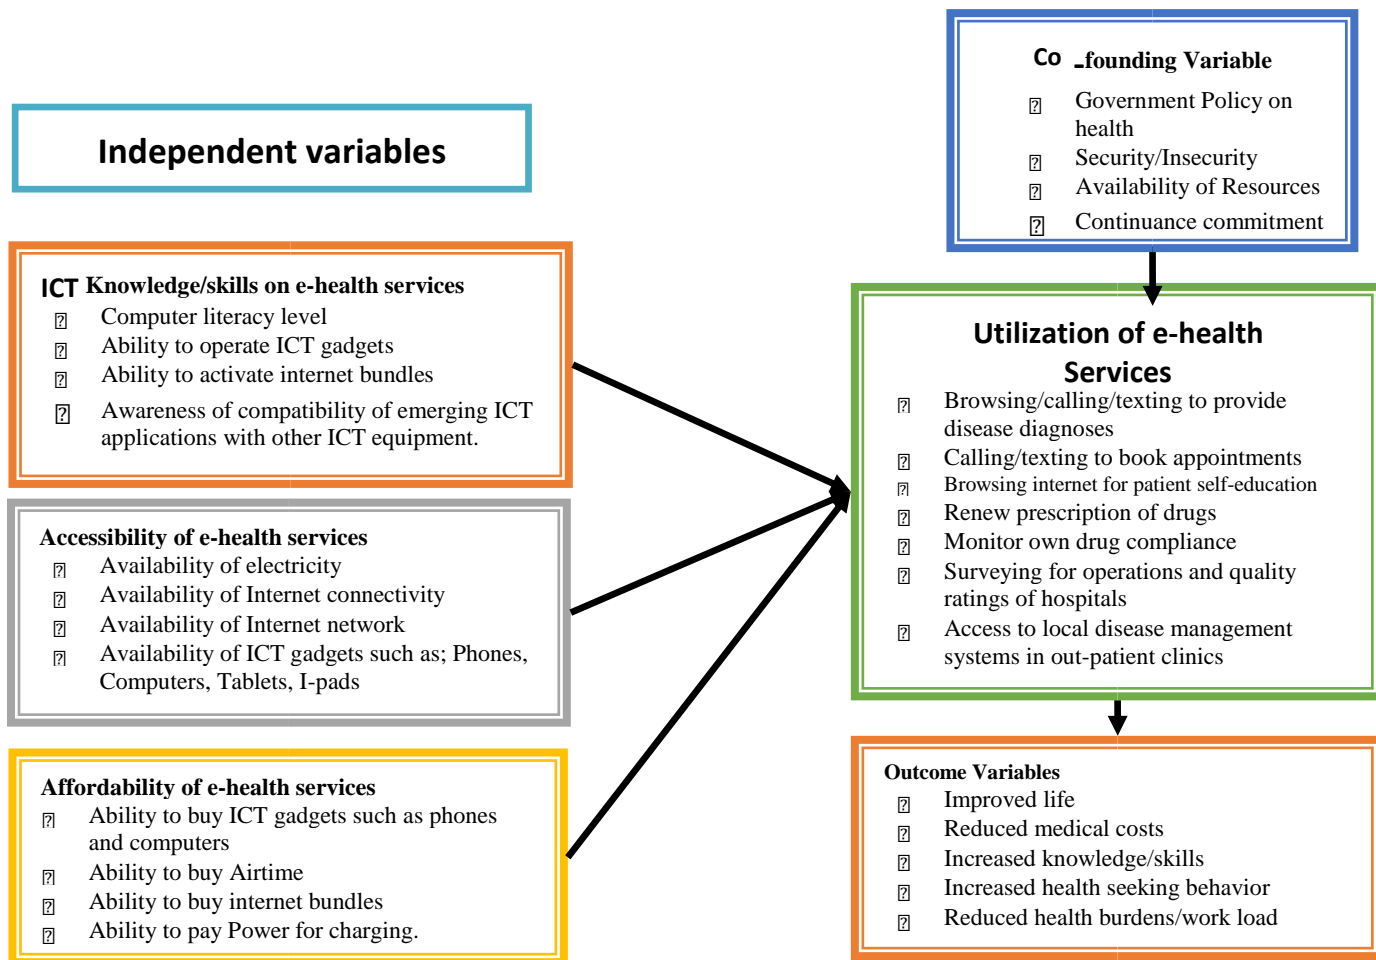 Independent variables
ICT Knowledge/skills on e-health services
Computer literacy level
Ability to operate ICT gadgets
Ability to activate internet bundles
Awareness of compatibility of emerging ICT
applications with other ICT equipment.
Accessibility of e-health services
Availability of electricity
Availability of Internet connectivity
Availability of Internet network
Availability of ICT gadgets such as; Phones,
Computers, Tablets, I-pads
Affordability of e-health services
Ability to buy ICT gadgets such as phones
and computers
Ability to buy Airtime
Ability to buy internet bundles
Ability to pay Power for charging.
Co -founding Variable
Government Policy on
health
Security/Insecurity
Availability of Resources
Continuance commitment
Utilization of e-health
Services
Browsing/calling/texting to provide
disease diagnoses
Calling/texting to book appointments
Browsing internet for patient self-education
Renew prescription of drugs
Monitor own drug compliance
Surveying for operations and quality
ratings of hospitals
Access to local disease management
systems in out-patient clinics
Outcome Variables
Improved life
Reduced medical costs
Increased knowledge/skills
Increased health seeking behavior
Reduced health burdens/work load